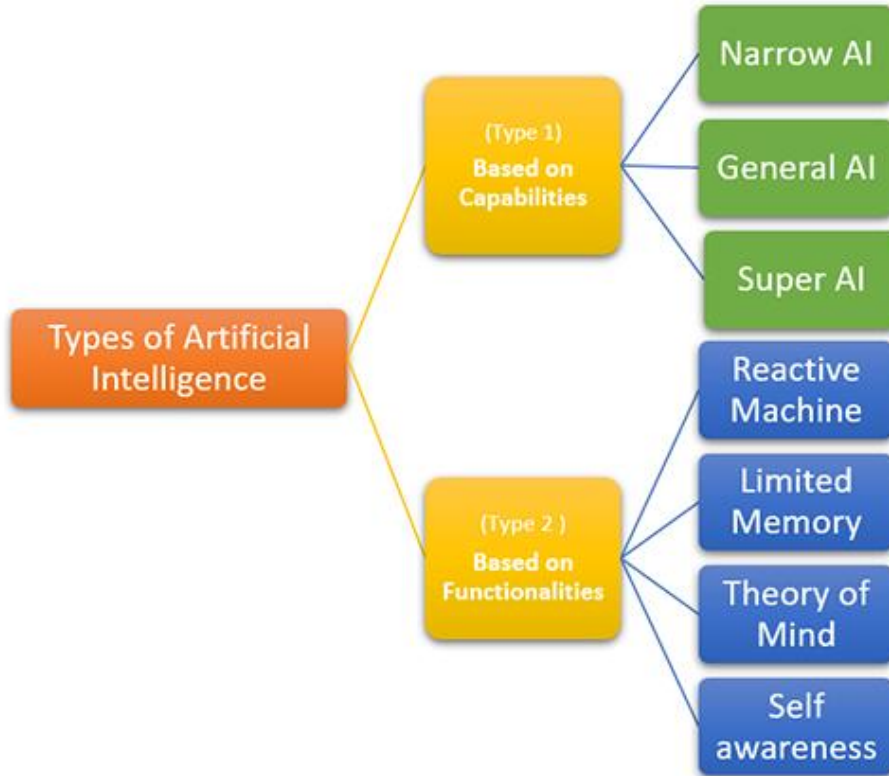 Types of Artificial
Intelligence
(Type 1)
Based on
Capabilities
Narrow AI
General AI
Super AI
(Type 2 )
Based on
Functionalities
Reactive
Machine
Limited
Memory
Theory of
Mind
Self
awareness